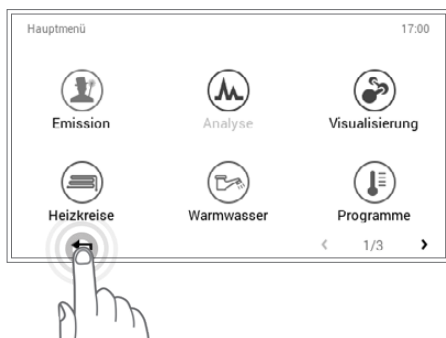 Hauptmenü 17:00
Emission Analyse Visualisierung
Heizkreise Warmwasser Programme
1/3